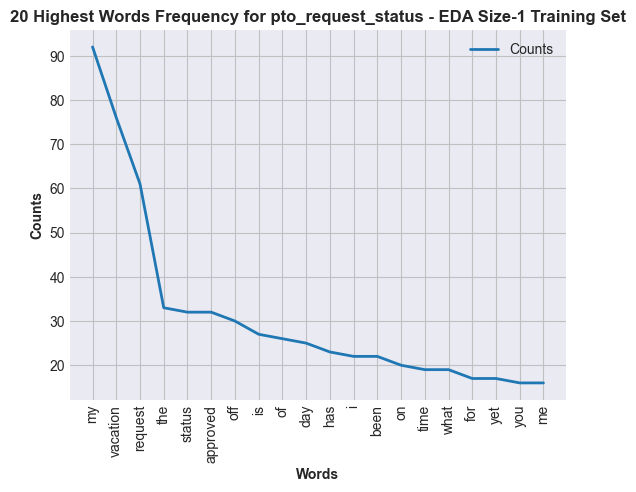 20 Highest Words Frequency for pto_request_status - EDA Size-1 Training Set
Counts
90
80
70
60
50
40
30
20
Counts
my
vacation
request
the
status
approved
off
is
of
day
has
i
been
on
time
what
for
yet
you
me
Words